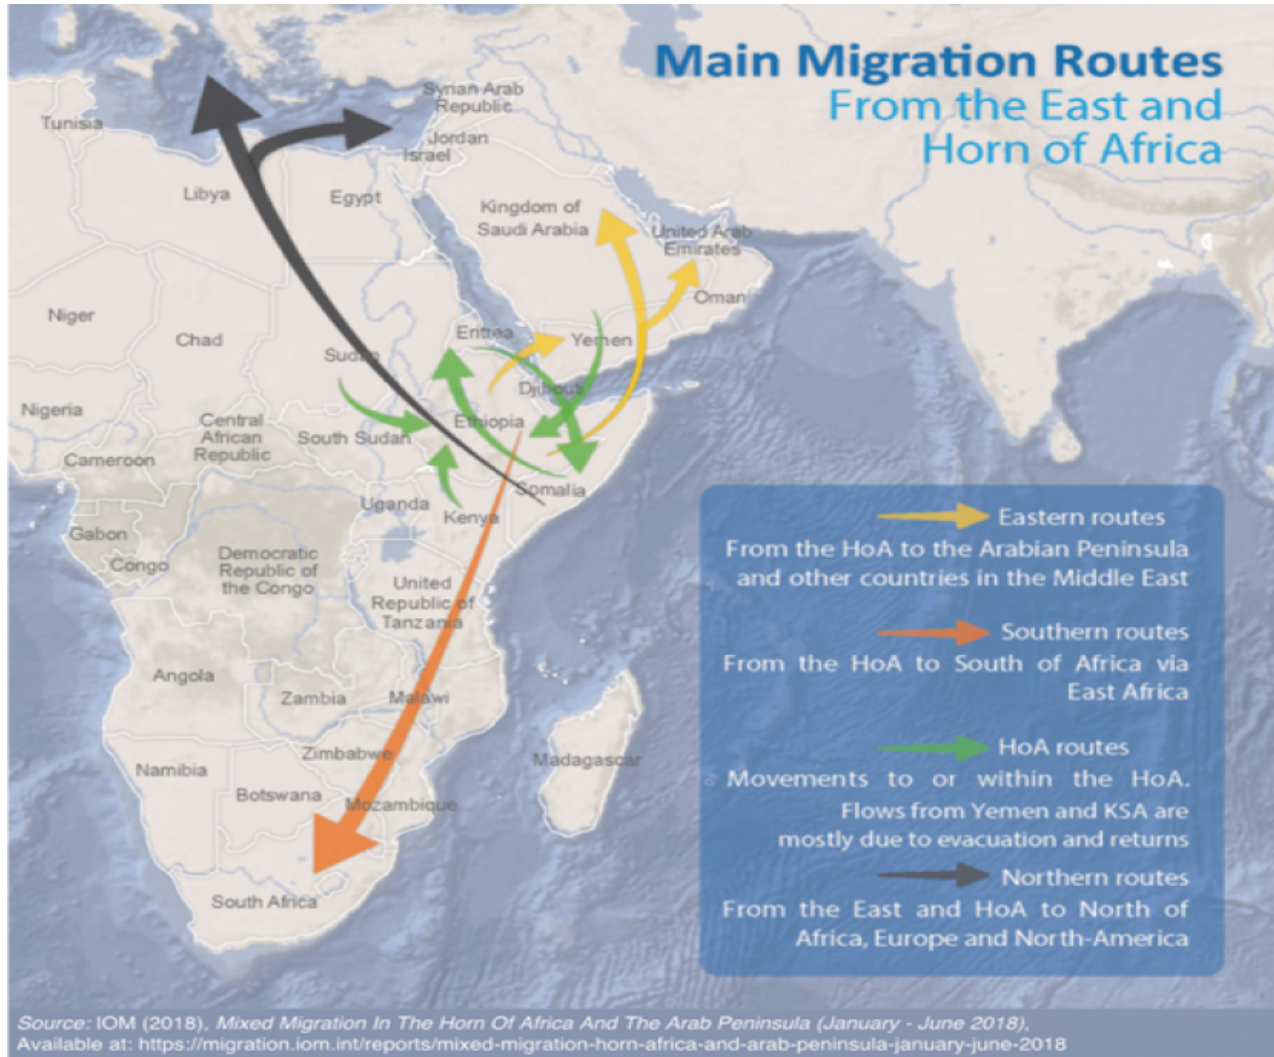 Main Migration Routes
From the East and
Horn of Africa
Syrian Arab
Republic
Tunisia
Jordan
Israel
Libya
Egypt
Kingdom of
Saudi Arabia
United Arab
Emirates
Oman
Niger
Chad
Sudan
Eritrea
Yemen
Djibouti
Nigeria
Central
African
Republic
South Sudan
Ethiopia
Cameroon
Somalia
Uganda
Kenya
Gabon
Congo
Democratic
Republic of
the Congo
United
Republic of
Tanzania
Angola
Zambia
Malawi
Zimbabwe
Madagascar
Namibia
Botswana
Mozambique
South Africa
Eastern routes
From the HoA to the Arabian Peninsula
and other countries in the Middle East
Southern routes
From the HoA to South of Africa via
East Africa
HoA routes
Movements to or within the HoA.
Flows from Yemen and KSA are
mostly due to evacuation and returns
Northern routes
From the East and HoA to North of
Africa, Europe and North-America
Source: IOM (2018), Mixed Migration In The Horn Of Africa And The Arab Peninsula (January - June 2018),
Available at: https://migration.iom.int/reports/mixed-migration-horn-africa-and-arab-peninsula-january-june-2018